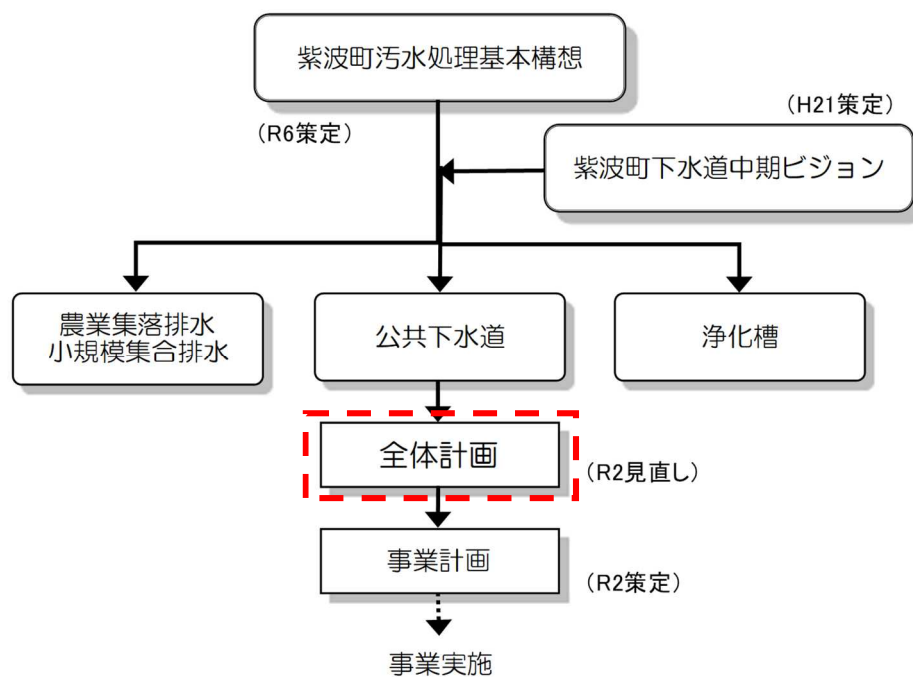 紫波町汚水処理基本構想
(R6策定)
(H21策定)
紫波町下水道中期ビジョン
農業集落排水
小規模集合排水
公共下水道
浄化槽
全体計画
(R2見直し)
事業計画
(R2策定)
事業実施